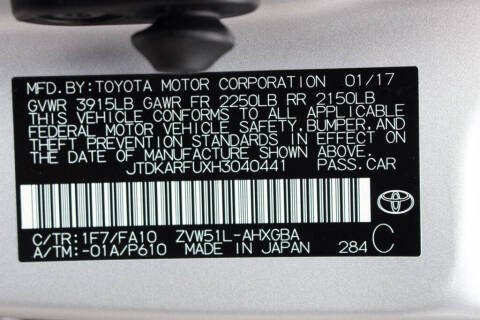 MFD.BY:TOYOTA MOTOR CORPORATION 01/17
GVWR 3915LB GAWR FR 2250LB RR 2150LB
THIS VEHICLE CONFORMS TO ALL APPLICABLE
FEDERAL MOTOR VEHICLE SAFETY,BUMPER,AND
THEFT PREVENTION STANDARDS IN EFFECT ON
THE DATE OF MANUFACTURE SHOWN ABOVE.
JTDKARFUXH3040441 PASS.CAR
C/TR:1F7/FA10 ZVW51L-AHXGBA
A/TM:-01A/P610 MADE IN JAPAN 284 C